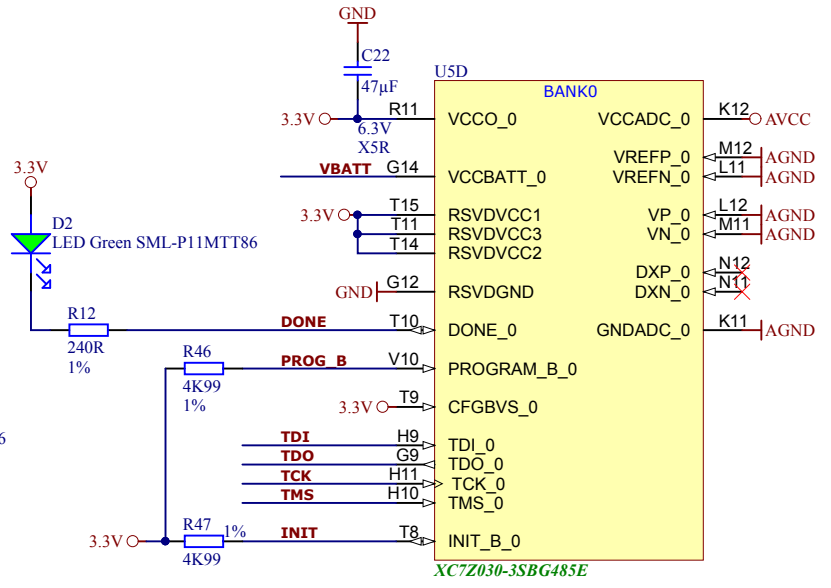 GND
C22
47µF
6.3V
X5R
U5D
BANK0
3.3V
R11
VCCO_0
VCCADC_0
K12
AVCC
VBATT
G14
VCCBATT_0
VREFP_0
M12
AGND
VREFN_0
L11
AGND
3.3V
T15
RSVDVCC1
T11
RSVDVCC3
T14
RSVDVCC2
VP_0
L12
AGND
VN_0
M11
AGND
DXP_0
N12
DXN_0
N11
GND
G12
RSVDGND
3.3V
D2
LED Green SML-P11MTT86
R12
240R
1%
DONE
T10
DONE_0
GNDADC_0
K11
AGND
R46
4K99
1%
PROG_B
V10
PROGRAM_B_0
3.3V
T9
CFGBVS_0
6
TDI
H9
TDI_0
TDO
G9
TDO_0
TCK
H11
TCK_0
TMS
H10
TMS_0
3.3V
R47
1%
4K99
INIT
T8
INIT_B_0
XC7Z030-3SBG485E